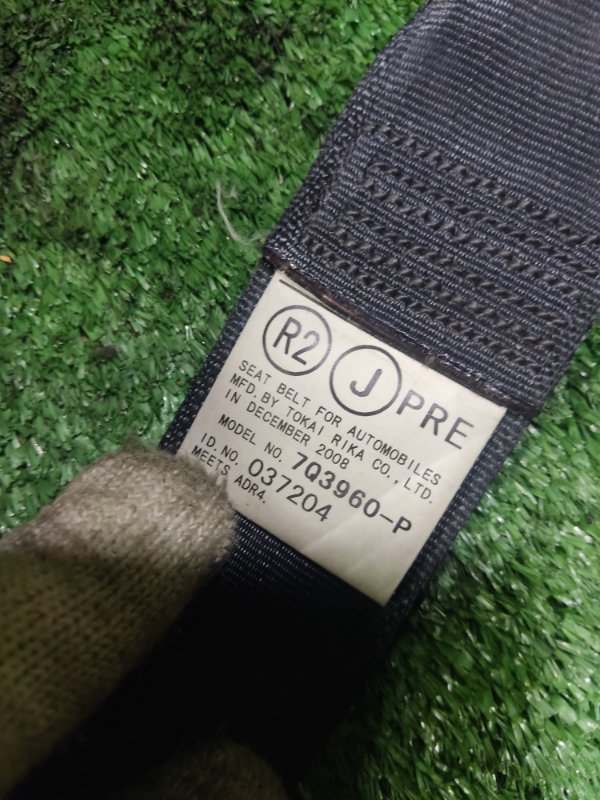 R2 J PRE
SEAT BELT FOR AUTOMOBILES
MFD. BY TOKAI RIKA CO., LTD.
IN DECEMBER 2008
MODEL NO. 7Q3960-P
ID. NO 037204
MEETS ADR4.